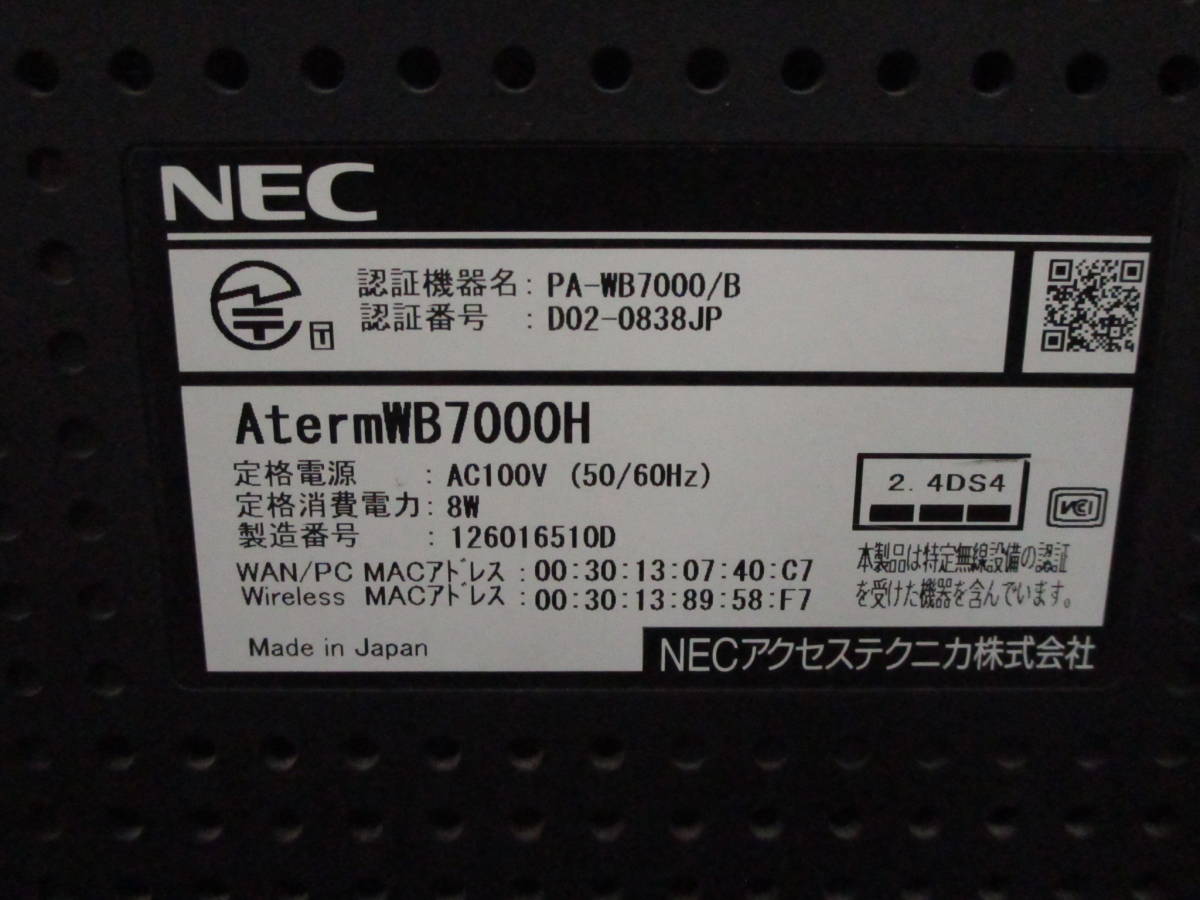 NEC
認証機器名: PA-WB7000/B
認証番号 : D02-0838JP
T
AtermWB7000H
定格電源 : AC100V (50/60Hz)
定格消費電力: 8W
製造番号 : 126016510D
WAN/PC MACアドレス : 00:30:13:07:40:C7
Wireless MACアドレス : 00:30:13:89:58:F7
2.4DS4
VCI
本製品は特定無線設備の認証
を受けた機器を含んでいます。
Made in Japan
NECアクセステクニカ株式会社